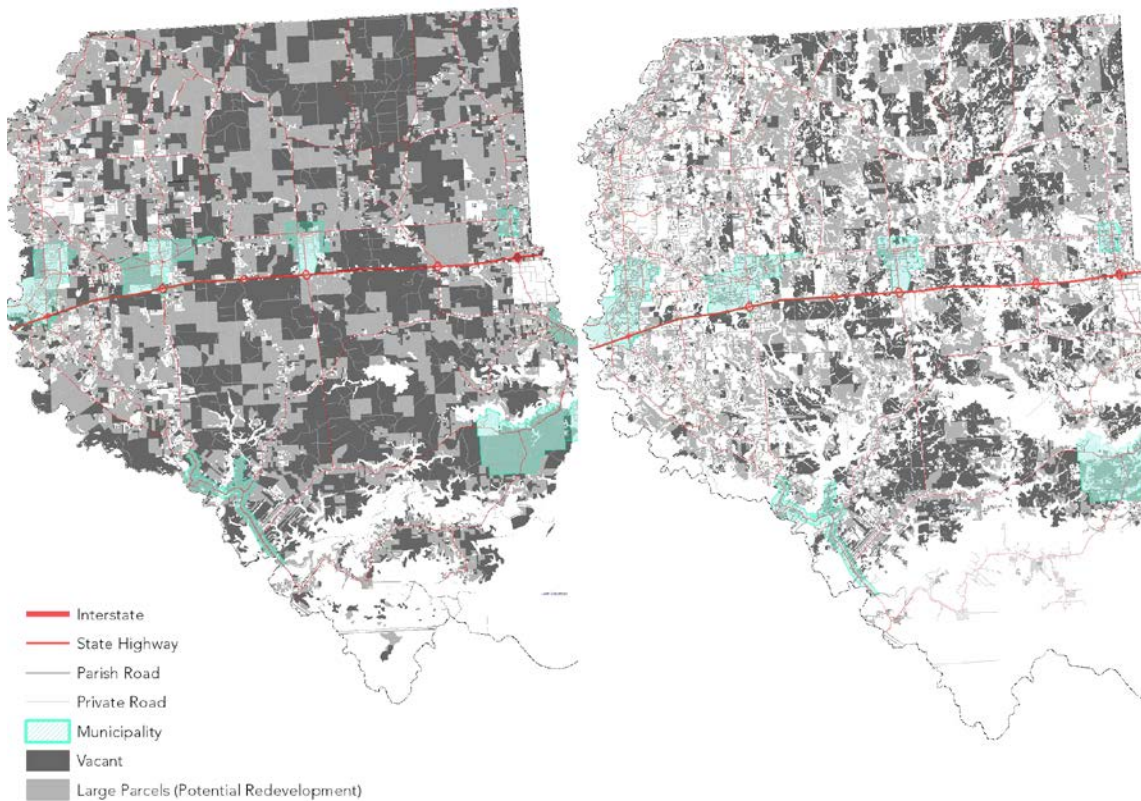 Interstate
State Highway
Parish Road
Private Road
Municipality
Vacant
Large Parcels (Potential Redevelopment)